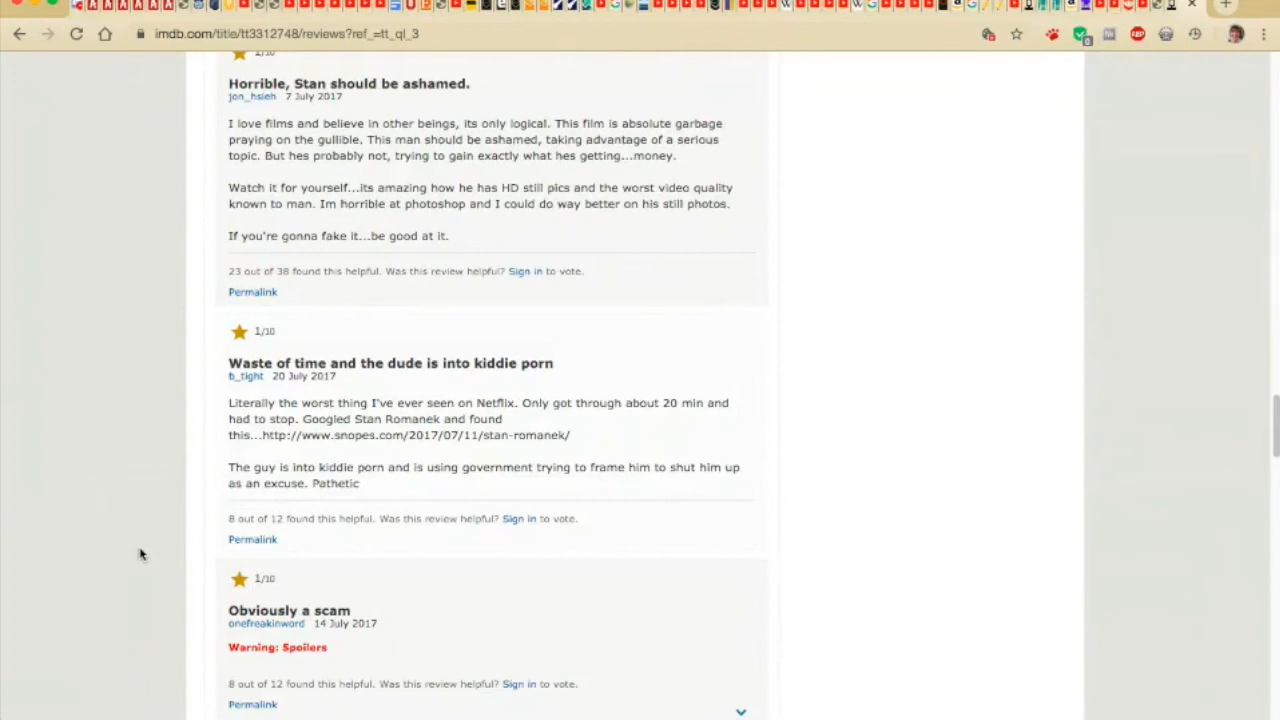 imdb.com/title/tt3312748/reviews?ref_=tt_ql_3
1/10
Horrible, Stan should be ashamed.
jon_hsieh 7 July 2017
I love films and believe in other beings, its only logical. This film is absolute garbage
praying on the gullible. This man should be ashamed, taking advantage of a serious
topic. But hes probably not, trying to gain exactly what hes getting...money.
Watch it for yourself...its amazing how he has HD still pics and the worst video quality
known to man. Im horrible at photoshop and I could do way better on his still photos.
If you're gonna fake it...be good at it.
23 out of 38 found this helpful. Was this review helpful? Sign in to vote.
Permalink
1/10
Waste of time and the dude is into kiddie porn
b_tight 20 July 2017
Literally the worst thing I've ever seen on Netflix. Only got through about 20 min and
had to stop. Googled Stan Romanek and found
this...http://www.snopes.com/2017/07/11/stan-romanek/
The guy is into kiddie porn and is using government trying to frame him to shut him up
as an excuse. Pathetic
8 out of 12 found this helpful. Was this review helpful? Sign in to vote.
Permalink
1/10
Obviously a scam
onefreakinword 14 July 2017
Warning: Spoilers
8 out of 12 found this helpful. Was this review helpful? Sign in to vote.
Permalink